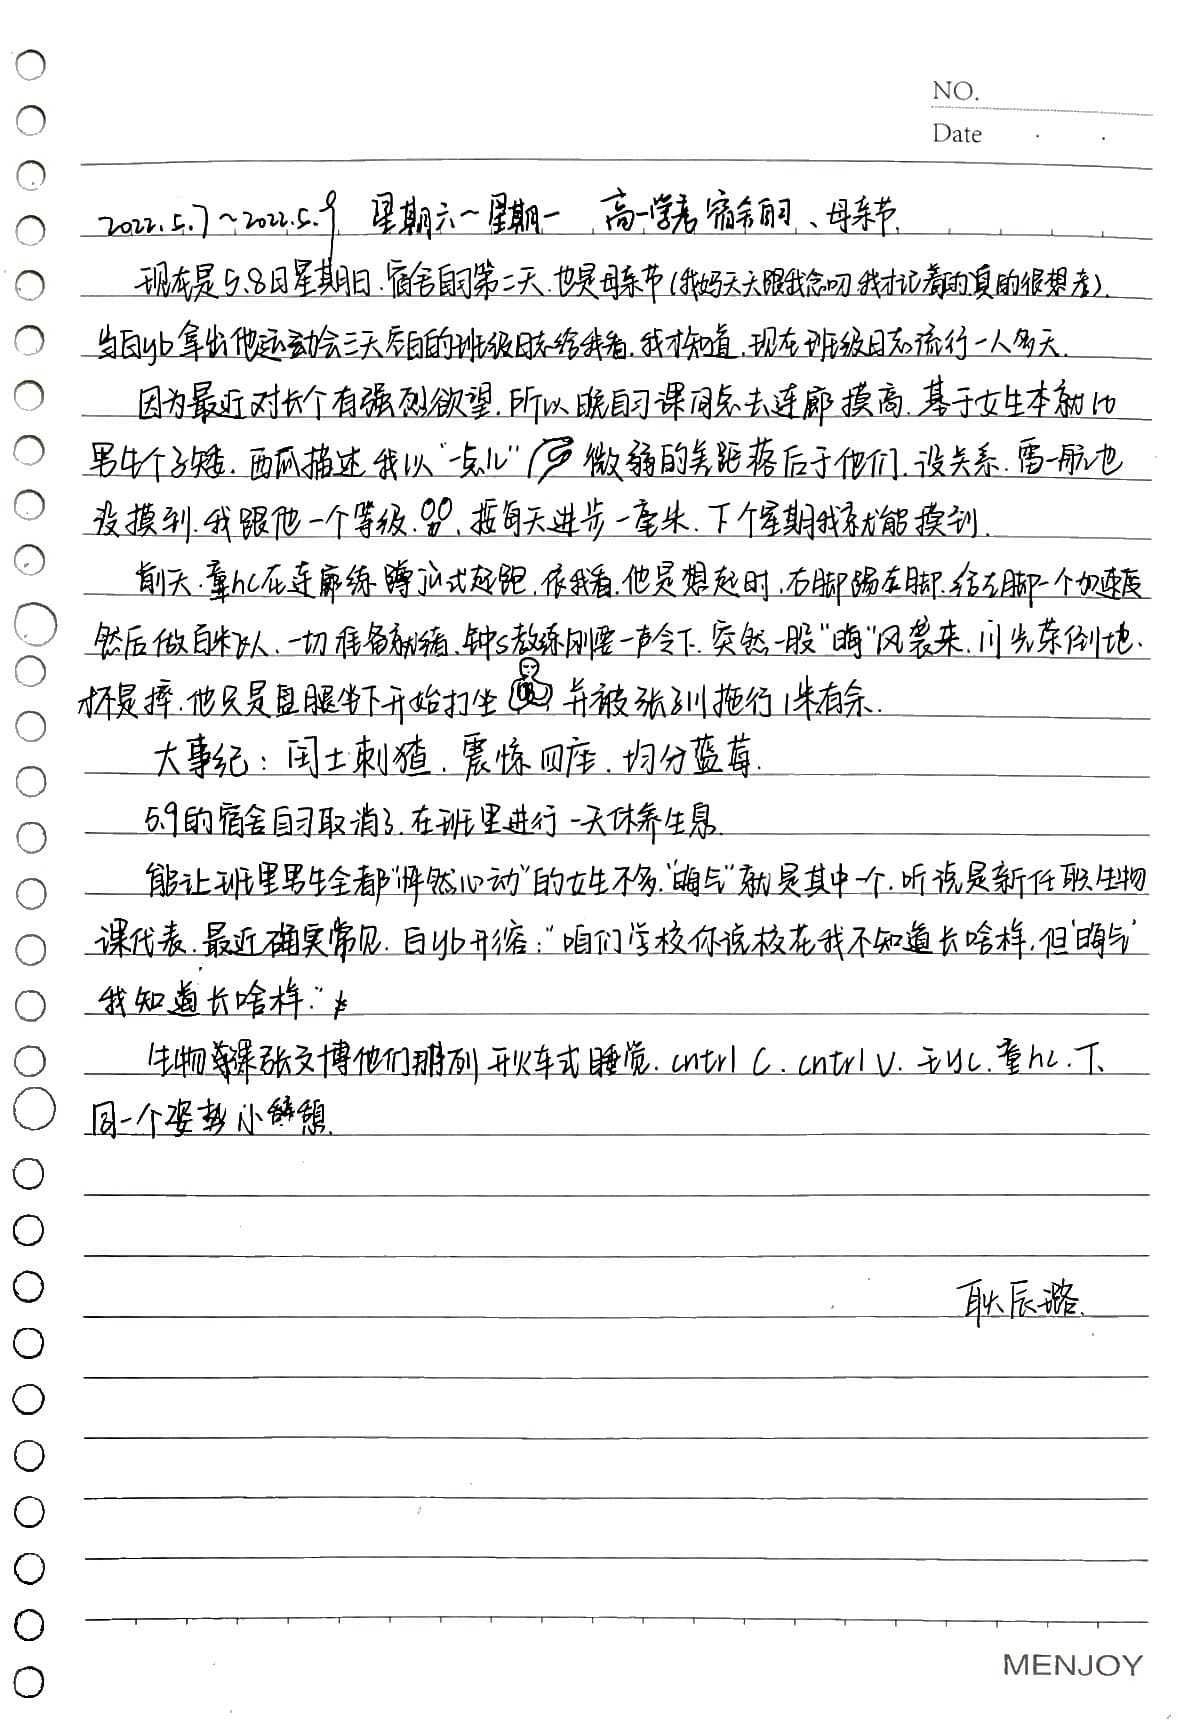 NO.
Date
2022.5.7～2022.5.9 星期六～星期一 高一学考 宿舍自习、母亲节.
现在是5.8日星期日.宿舍自习第二天.也是母亲节(我妈天天跟我念叨我才记着的真的很想考).
当白yb拿出他运动会三天空白的班级日志给我看.我才知道.现在班级日志流行一人多天.
因为最近对长个有强烈欲望.所以晚自习课间总去连廊摸高.基于女生本就比
男生个子矮.西瓜描述我以“一点儿”微弱的差距落后于他们.没关系.雷一航也
没摸到.我跟他一个等级.按每天进步一毫米.下个星期我就能摸到.
前天.童hc在连廊练蹲式起跑.依我看.他是想起时.右脚踢左脚.给左脚一个加速度
然后做百米飞人.一切准备就绪.钟s教练刚要一声令下.突然一股“晦”风袭来.川光荣倒地.
不是摔.他只是盘腿坐下开始打坐 并被张川拖行1米有余.
大事纪：闰土刺猹.震惊四座.均分蓝莓.
5.9的宿舍自习取消了.在班里进行一天休养生息.
能让班里男生全都“怦然心动”的女生不多.“晦气”就是其中一个.听说是新任职生物
课代表.最近确实常见.白yb开缩：“咱们学校你说校花我不知道长啥样.但‘晦气’
我知道长啥样.”
生物课张文博他们那列开火车式睡觉.cntrl C.cntrl V.王yc.童hc.下
同一个姿势小憩.
耿辰璐.
MENJOY